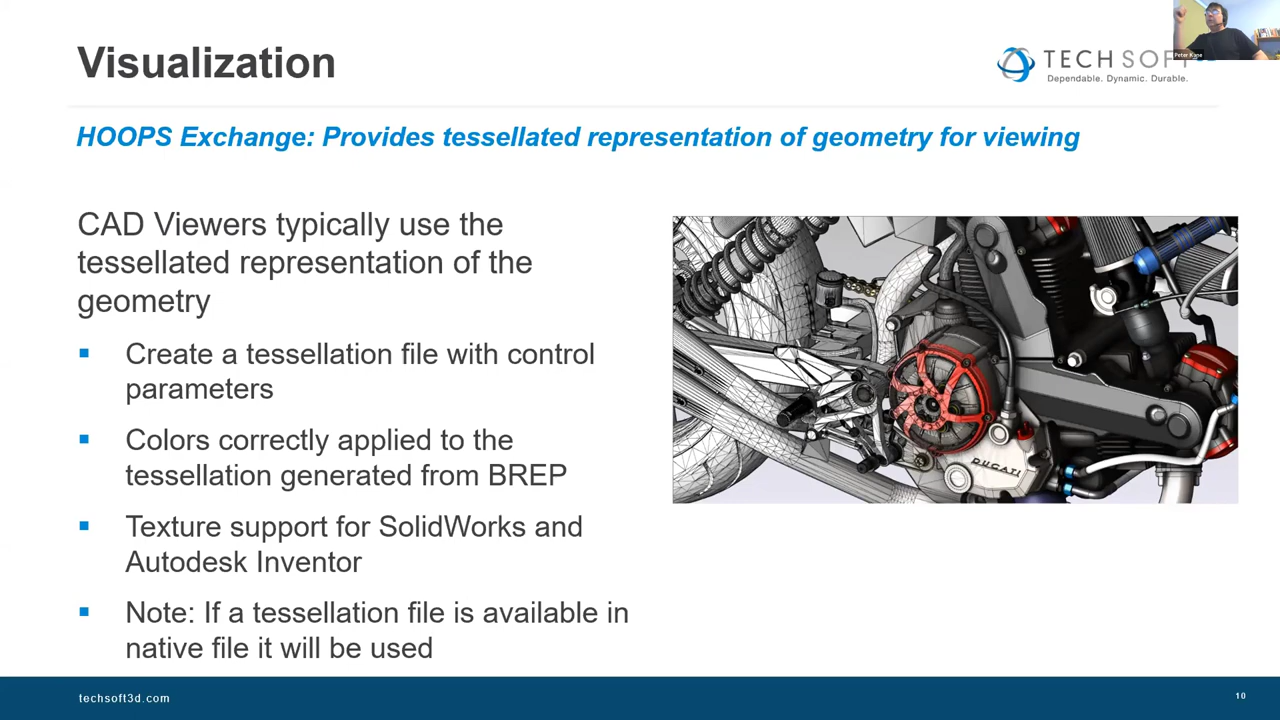 Visualization
TECH SOFT
Dependable. Dynamic. Durable.
Peter Kane
HOOPS Exchange: Provides tessellated representation of geometry for viewing
CAD Viewers typically use the
tessellated representation of the
geometry
Create a tessellation file with control
parameters
Colors correctly applied to the
tessellation generated from BREP
Texture support for SolidWorks and
Autodesk Inventor
Note: If a tessellation file is available in
native file it will be used
DUCATI
techsoft3d.com
10